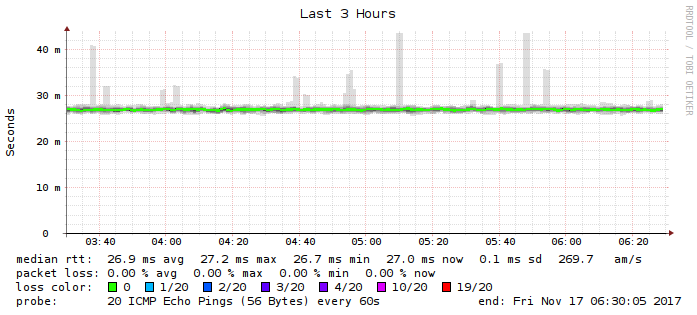 Last 3 Hours
RRDTOOL / TOBI OETIKER
Seconds
40 m
30 m
20 m
10 m
0
03:40 04:00 04:20 04:40 05:00 05:20 05:40 06:00 06:20
median rtt: 26.9 ms avg 27.2 ms max 26.7 ms min 27.0 ms now 0.1 ms sd 269.7 am/s
packet loss: 0.00 % avg 0.00 % max 0.00 % min 0.00 % now
loss color: 0 1/20 2/20 3/20 4/20 10/20 19/20
probe: 20 ICMP Echo Pings (56 Bytes) every 60s end: Fri Nov 17 06:30:05 2017